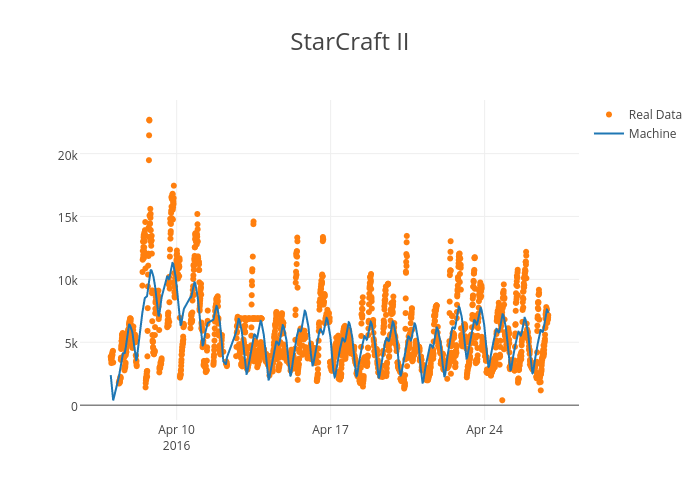 StarCraft II
Real Data
Machine
20k
15k
10k
5k
0
Apr 10
2016
Apr 17
Apr 24